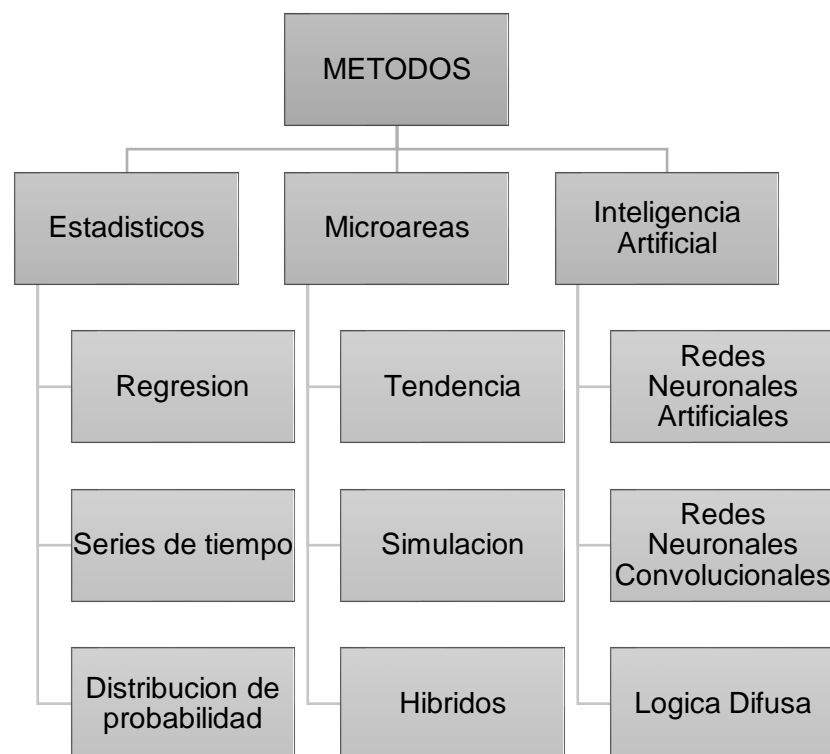 METODOS
Estadisticos
Microareas
Inteligencia
Artificial
Regresion
Tendencia
Redes
Neuronales
Artificiales
Series de tiempo
Simulacion
Redes
Neuronales
Convolucionales
Distribucion de
probabilidad
Hibridos
Logica Difusa